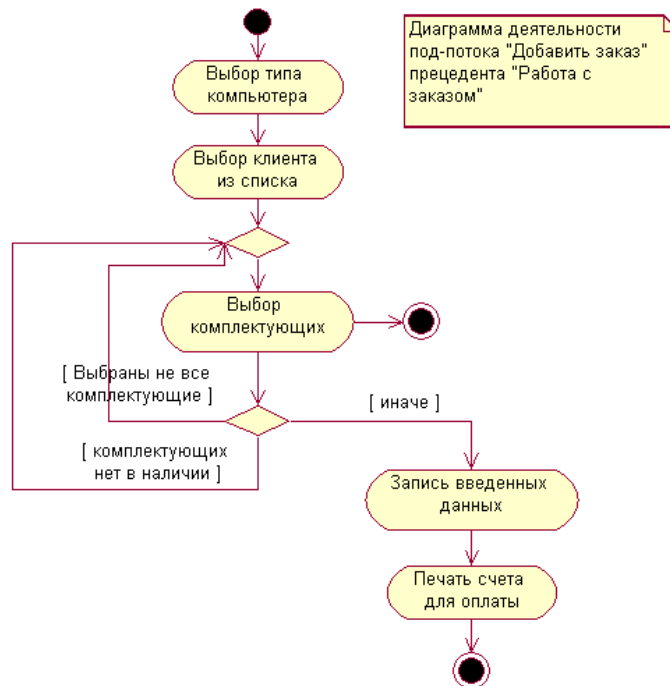 Диаграмма деятельности
под-потока "Добавить заказ"
прецедента "Работа с
заказом"
Выбор типа
компьютера
Выбор клиента
из списка
Выбор
комплектующих
[ Выбраны не все
комплектующие ]
[ иначе ]
[ комплектующих
нет в наличии ]
Запись введенных
данных
Печать счета
для оплаты